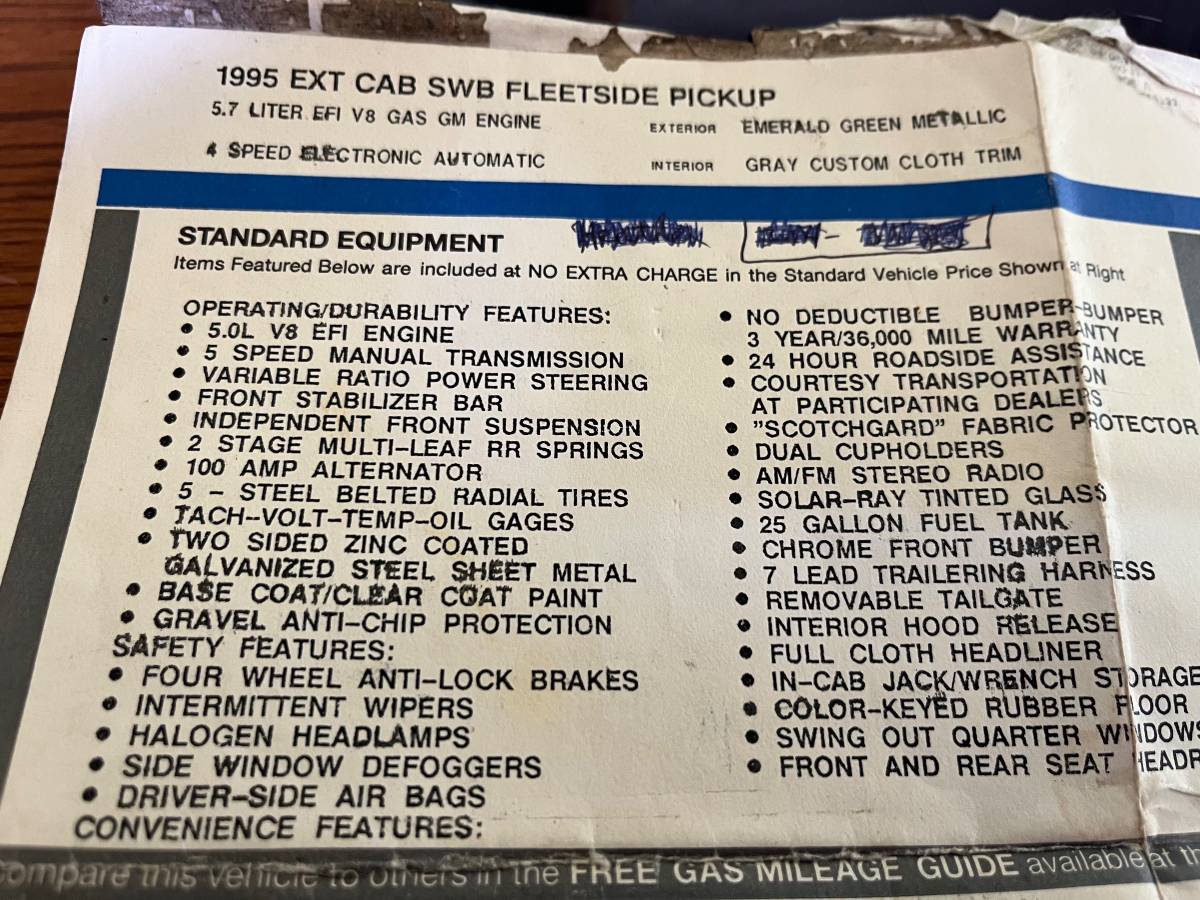 1995 EXT CAB SWB FLEETSIDE PICKUP
5.7 LITER EFI V8 GAS GM ENGINE
4 SPEED ELECTRONIC AUTOMATIC
EXTERIOR EMERALD GREEN METALLIC
INTERIOR GRAY CUSTOM CLOTH TRIM
STANDARD EQUIPMENT
Items Featured Below are included at NO EXTRA CHARGE in the Standard Vehicle Price Shown at Right
OPERATING/DURABILITY FEATURES:
• 5.0L V8 EFI ENGINE
• 5 SPEED MANUAL TRANSMISSION
• VARIABLE RATIO POWER STEERING
• FRONT STABILIZER BAR
• INDEPENDENT FRONT SUSPENSION
• 2 STAGE MULTI-LEAF RR SPRINGS
• 100 AMP ALTERNATOR
• 5 - STEEL BELTED RADIAL TIRES
• TACH-VOLT-TEMP-OIL GAGES
• TWO SIDED ZINC COATED
GALVANIZED STEEL SHEET METAL
• BASE COAT/CLEAR COAT PAINT
• GRAVEL ANTI-CHIP PROTECTION
SAFETY FEATURES:
• FOUR WHEEL ANTI-LOCK BRAKES
• INTERMITTENT WIPERS
• HALOGEN HEADLAMPS
• SIDE WINDOW DEFOGGERS
• DRIVER-SIDE AIR BAGS
CONVENIENCE FEATURES:
• NO DEDUCTIBLE BUMPER-BUMPER
3 YEAR/36,000 MILE WARRANTY
• 24 HOUR ROADSIDE ASSISTANCE
• COURTESY TRANSPORTATION
AT PARTICIPATING DEALERS
• "SCOTCHGARD" FABRIC PROTECTOR
• DUAL CUPHOLDERS
• AM/FM STEREO RADIO
• SOLAR-RAY TINTED GLASS
• 25 GALLON FUEL TANK
• CHROME FRONT BUMPER
• 7 LEAD TRAILERING HARNESS
• REMOVABLE TAILGATE
• INTERIOR HOOD RELEASE
• FULL CLOTH HEADLINER
• IN-CAB JACK/WRENCH STORAGE
• COLOR-KEYED RUBBER FLOOR
• SWING OUT QUARTER WINDOWS
• FRONT AND REAR SEAT HEADR
ompare this vehicle to others in the FREE GAS MILEAGE GUIDE available at th